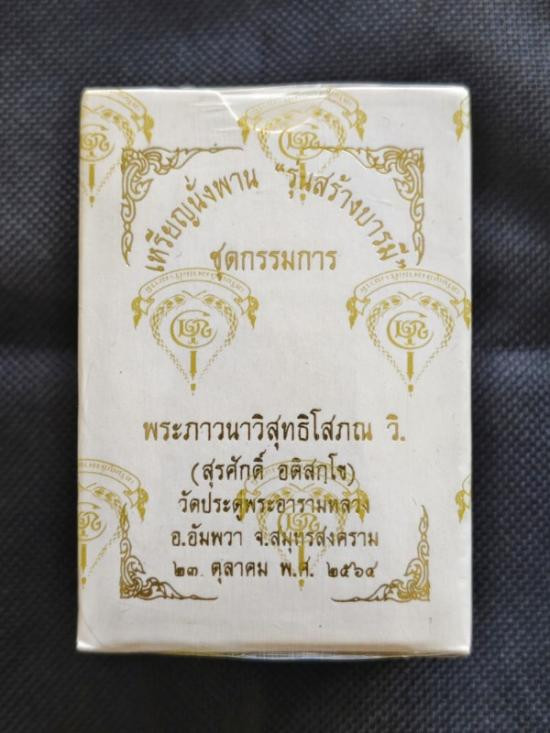 เหรียญนั่งพาน "รุ่นสร้างบารมี"
ชุดกรรมการ
พระภาวนาวิสุทธิโสภณ วิ.
(สุรศักดิ์ อติสกฺโข)
วัดประดู่พระอารามหลวง
อ.อัมพวา จ.สมุทรสงคราม
๒๓ ตุลาคม พ.ศ. ๒๕๖๔